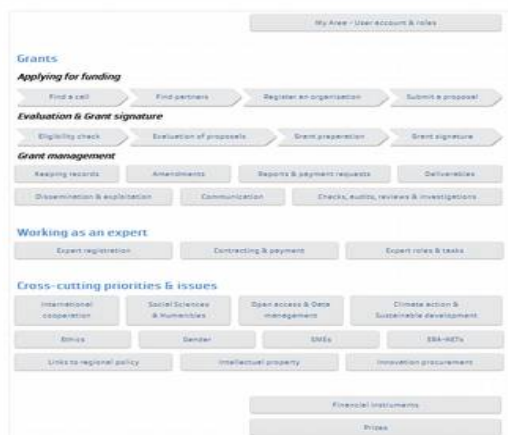 My Area - User account & roles
Grants
Applying for funding
Find a call Find partners Register an organisation Submit a proposal
Evaluation & Grant signature
Eligibility check Evaluation of proposals Grant preparation Grant signature
Grant management
Keeping records Amendments Reports & payment requests Deliverables
Dissemination & exploitation Communication Checks, audits, reviews & investigations
Working as an expert
Expert registration Contracting & payment Expert roles & tasks
Cross-cutting priorities & issues
International Social Sciences Open access & Data Climate action &
cooperation & Humanities management Sustainable development
Ethics Gender SMEs ERA-NETs
Links to regional policy Intellectual property Innovation procurement
Financial instruments
Prizes